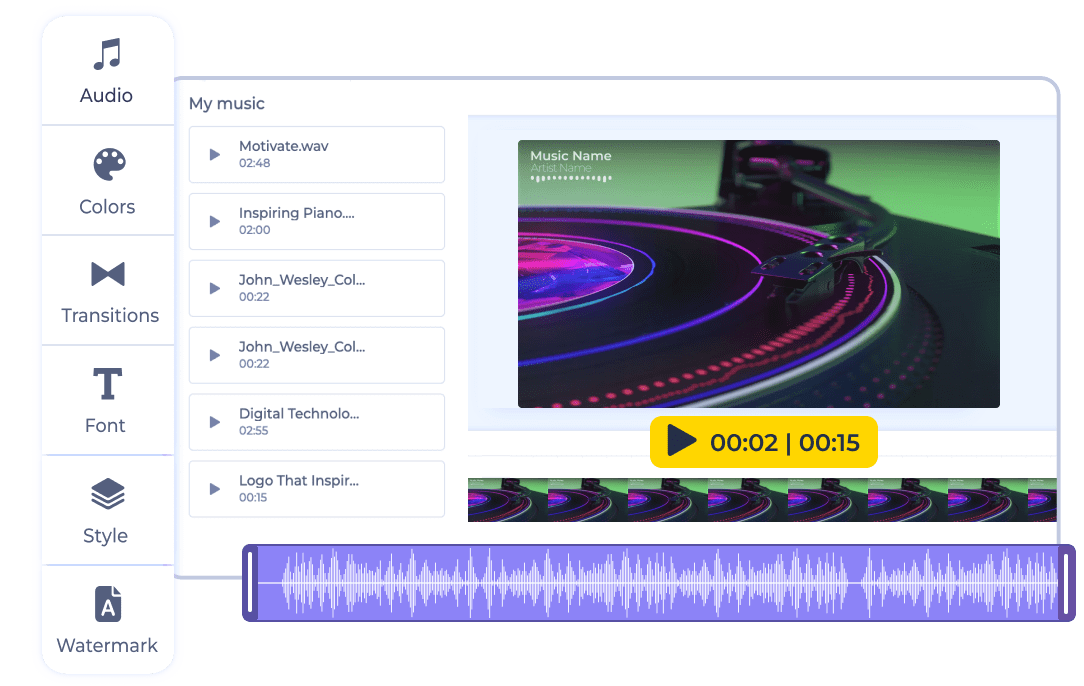 Audio
Colors
Transitions
Font
Style
A
Watermark
My music
Motivate.wav
02:48
Inspiring Piano....
02:00
John_Wesley_Col...
00:22
John_Wesley_Col...
00:22
Digital Technolo...
02:55
Logo That Inspir...
00:15
Music Name
Artist Name
00:02 | 00:15